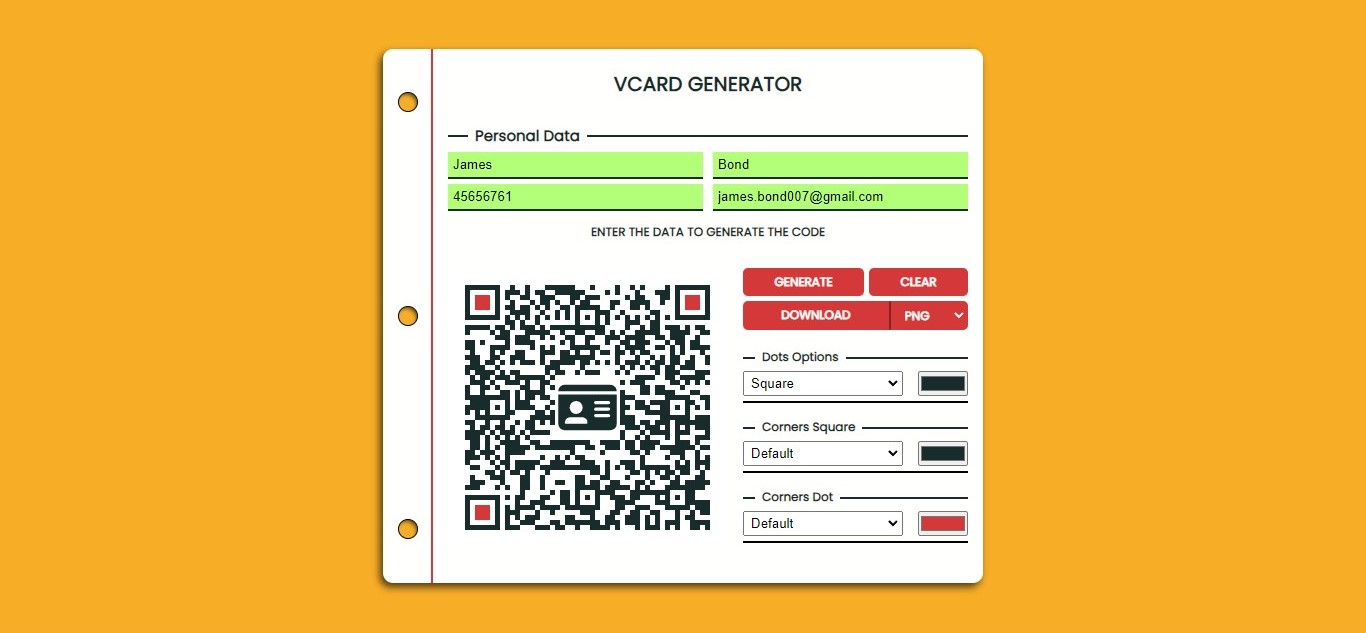 VCARD GENERATOR
Personal Data
James
Bond
45656761
james.bond007@gmail.com
ENTER THE DATA TO GENERATE THE CODE
GENERATE
CLEAR
DOWNLOAD
PNG
Dots Options
Square
Corners Square
Default
Corners Dot
Default